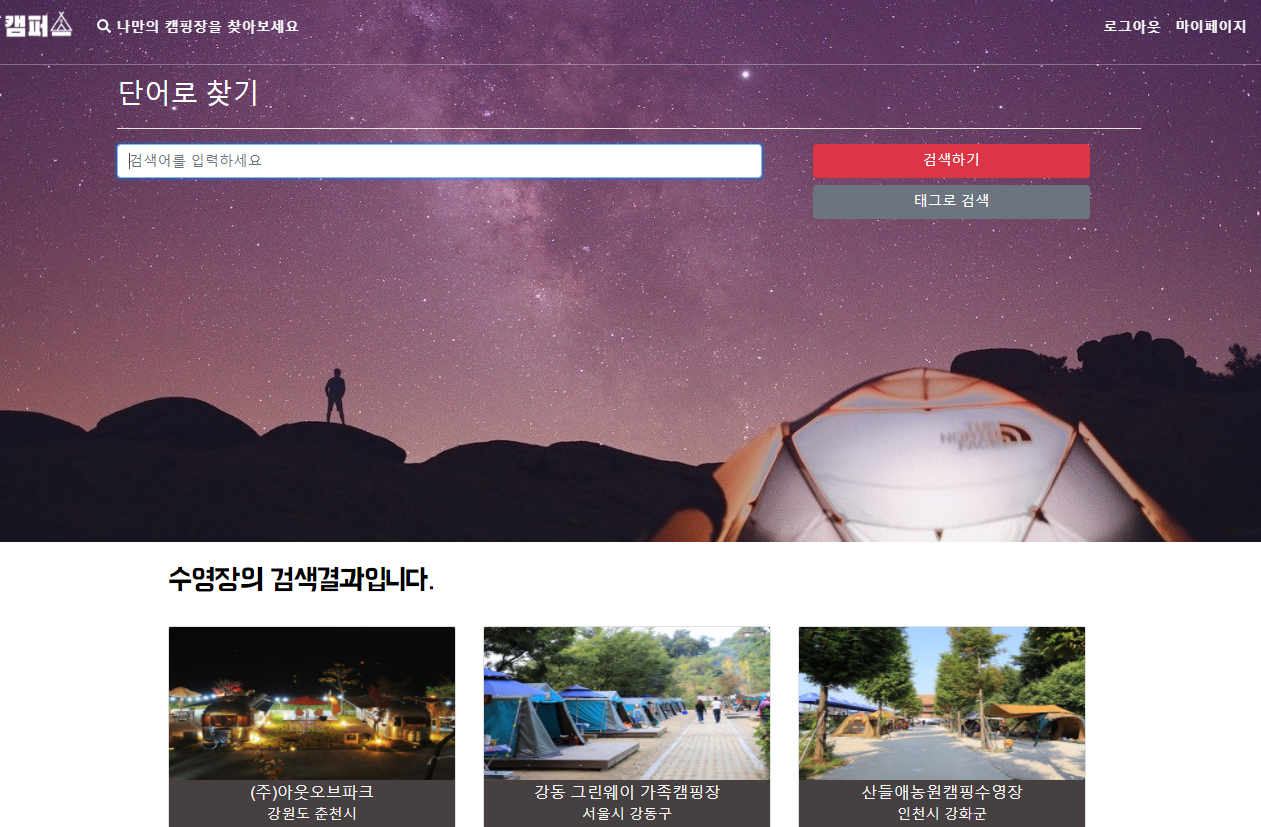 캠퍼스
나만의 캠핑장을 찾아보세요
로그아웃 마이페이지
단어로 찾기
검색어를 입력하세요
검색하기
태그로 검색
THE
NORTH
FACE
수영장의 검색결과입니다.
(주)아웃오브파크
강원도 춘천시
강동 그린웨이 가족캠핑장
서울시 강동구
산들애농원캠핑수영장
인천시 강화군